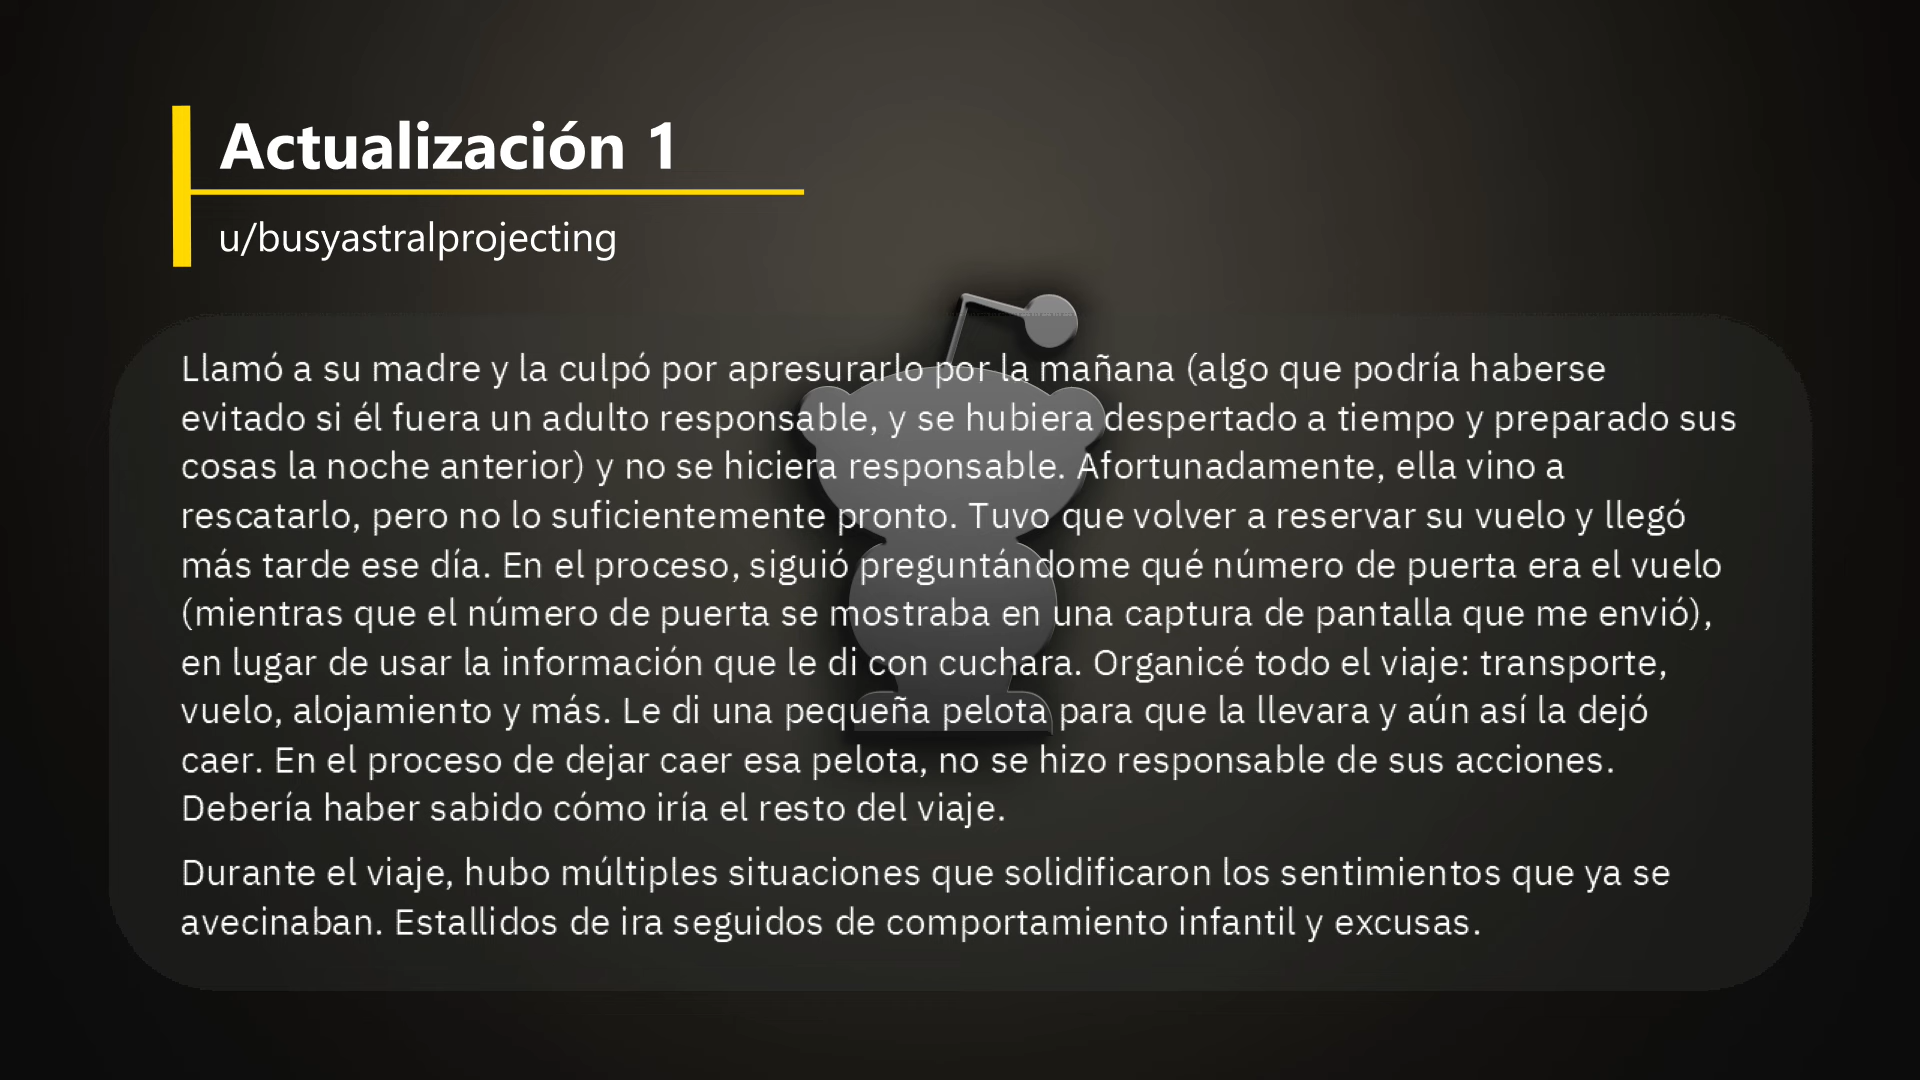 Actualización 1
u/busyastralprojecting
Llamó a su madre y la culpó por apresurarlo por la mañana (algo que podría haberse
evitado si él fuera un adulto responsable, y se hubiera despertado a tiempo y preparado sus
cosas la noche anterior) y no se hiciera responsable. Afortunadamente, ella vino a
rescatarlo, pero no lo suficientemente pronto. Tuvo que volver a reservar su vuelo y llegó
más tarde ese día. En el proceso, siguió preguntándome qué número de puerta era el vuelo
(mientras que el número de puerta se mostraba en una captura de pantalla que me envió),
en lugar de usar la información que le di con cuchara. Organicé todo el viaje: transporte,
vuelo, alojamiento y más. Le di una pequeña pelota para que la llevara y aún así la dejó
caer. En el proceso de dejar caer esa pelota, no se hizo responsable de sus acciones.
Debería haber sabido cómo iría el resto del viaje.
Durante el viaje, hubo múltiples situaciones que solidificaron los sentimientos que ya se
avecinaban. Estallidos de ira seguidos de comportamiento infantil y excusas.